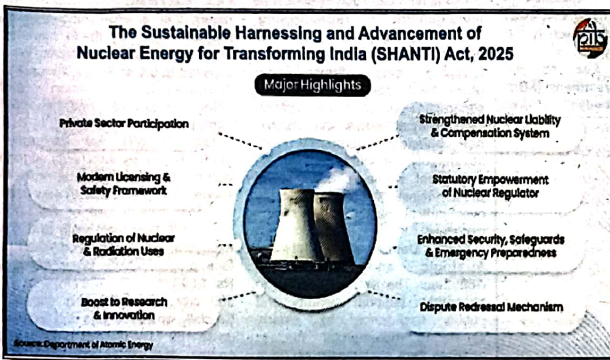 The Sustainable Harnessing and Advancement of
Nuclear Energy for Transforming India (SHANTI) Act, 2025
pib
Major Highlights
Private Sector Participation
Modern Licensing &
Safety Framework
Regulation of Nuclear
& Radiation Uses
Boost to Research
& Innovation
Strengthened Nuclear Liability
& Compensation System
Statutory Empowerment
of Nuclear Regulator
Enhanced Security, Safeguards
& Emergency Preparedness
Dispute Redressal Mechanism
Source: Department of Atomic Energy